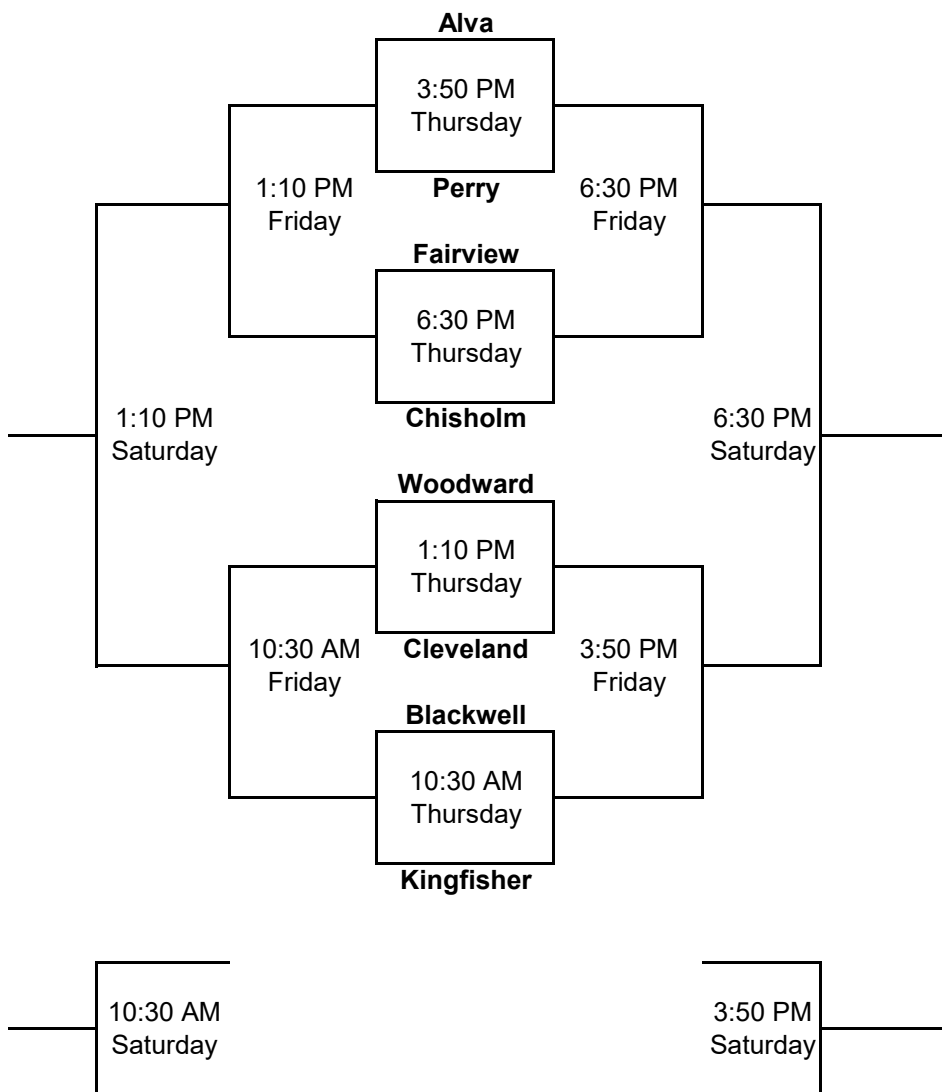 Alva
3:50 PM
Thursday
1:10 PM
Friday
Perry
6:30 PM
Friday
Fairview
6:30 PM
Thursday
Chisholm
1:10 PM
Saturday
6:30 PM
Saturday
Woodward
1:10 PM
Thursday
10:30 AM
Friday
Cleveland
3:50 PM
Friday
Blackwell
10:30 AM
Thursday
Kingfisher
10:30 AM
Saturday
3:50 PM
Saturday